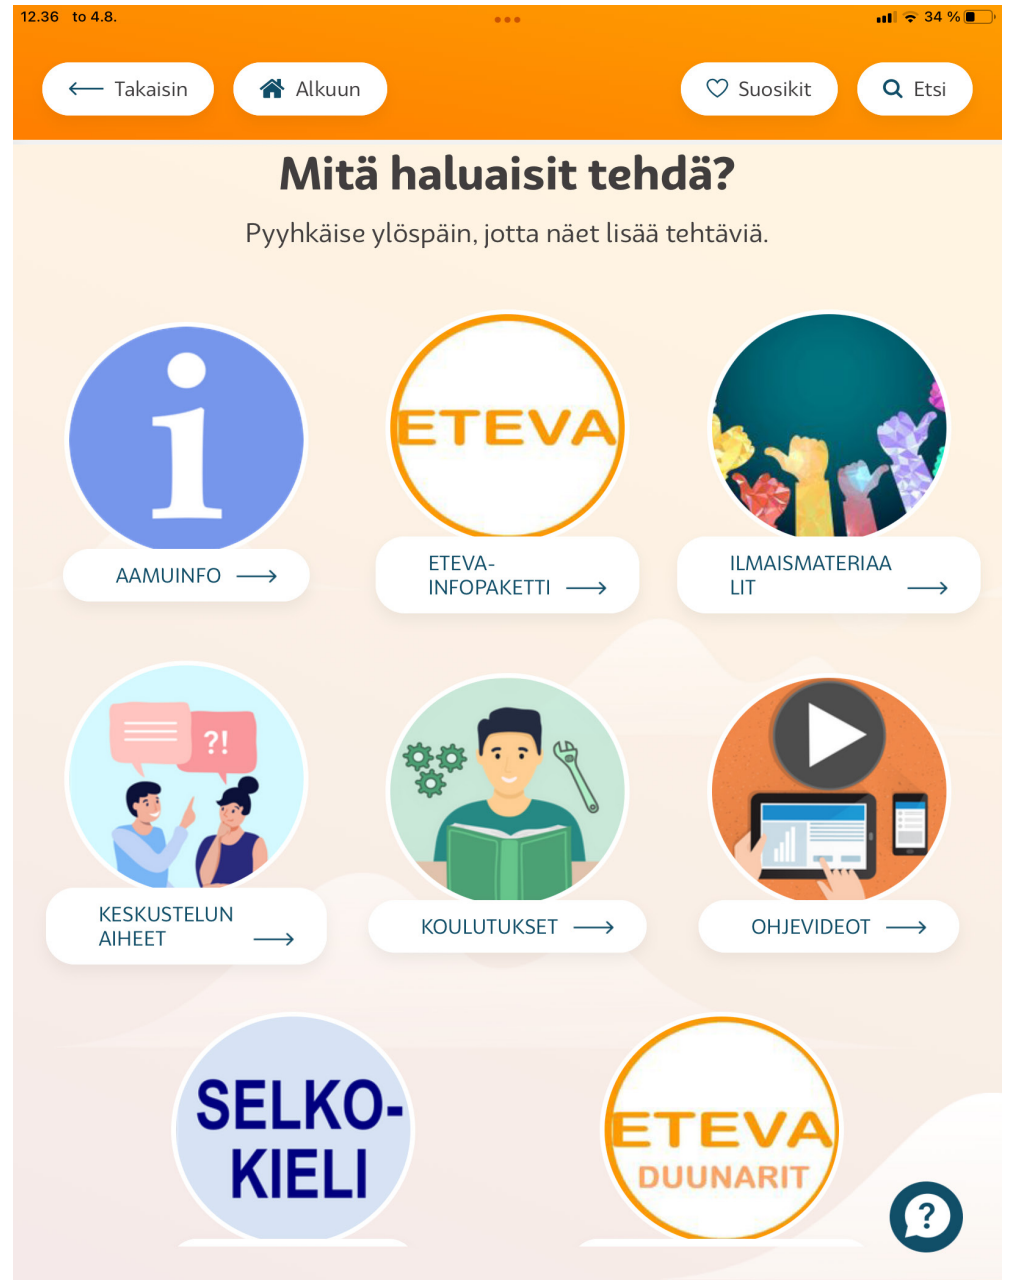 12.36 to 4.8.
34 %
Takaisin
Alkuun
Suosikit
Etsi
Mitä haluaisit tehdä?
Pyyhkäise ylöspäin, jotta näet lisää tehtäviä.
i
ETEVA
AAMUINFO
ETEVA-
INFOPAKETTI
ILMAISMATERIAA
LIT
?!
KESKUSTELUN
AIHEET
KOULUTUKSET
OHJEVIDEOT
SELKO-
KIELI
ETEVA
DUUNARIT
?